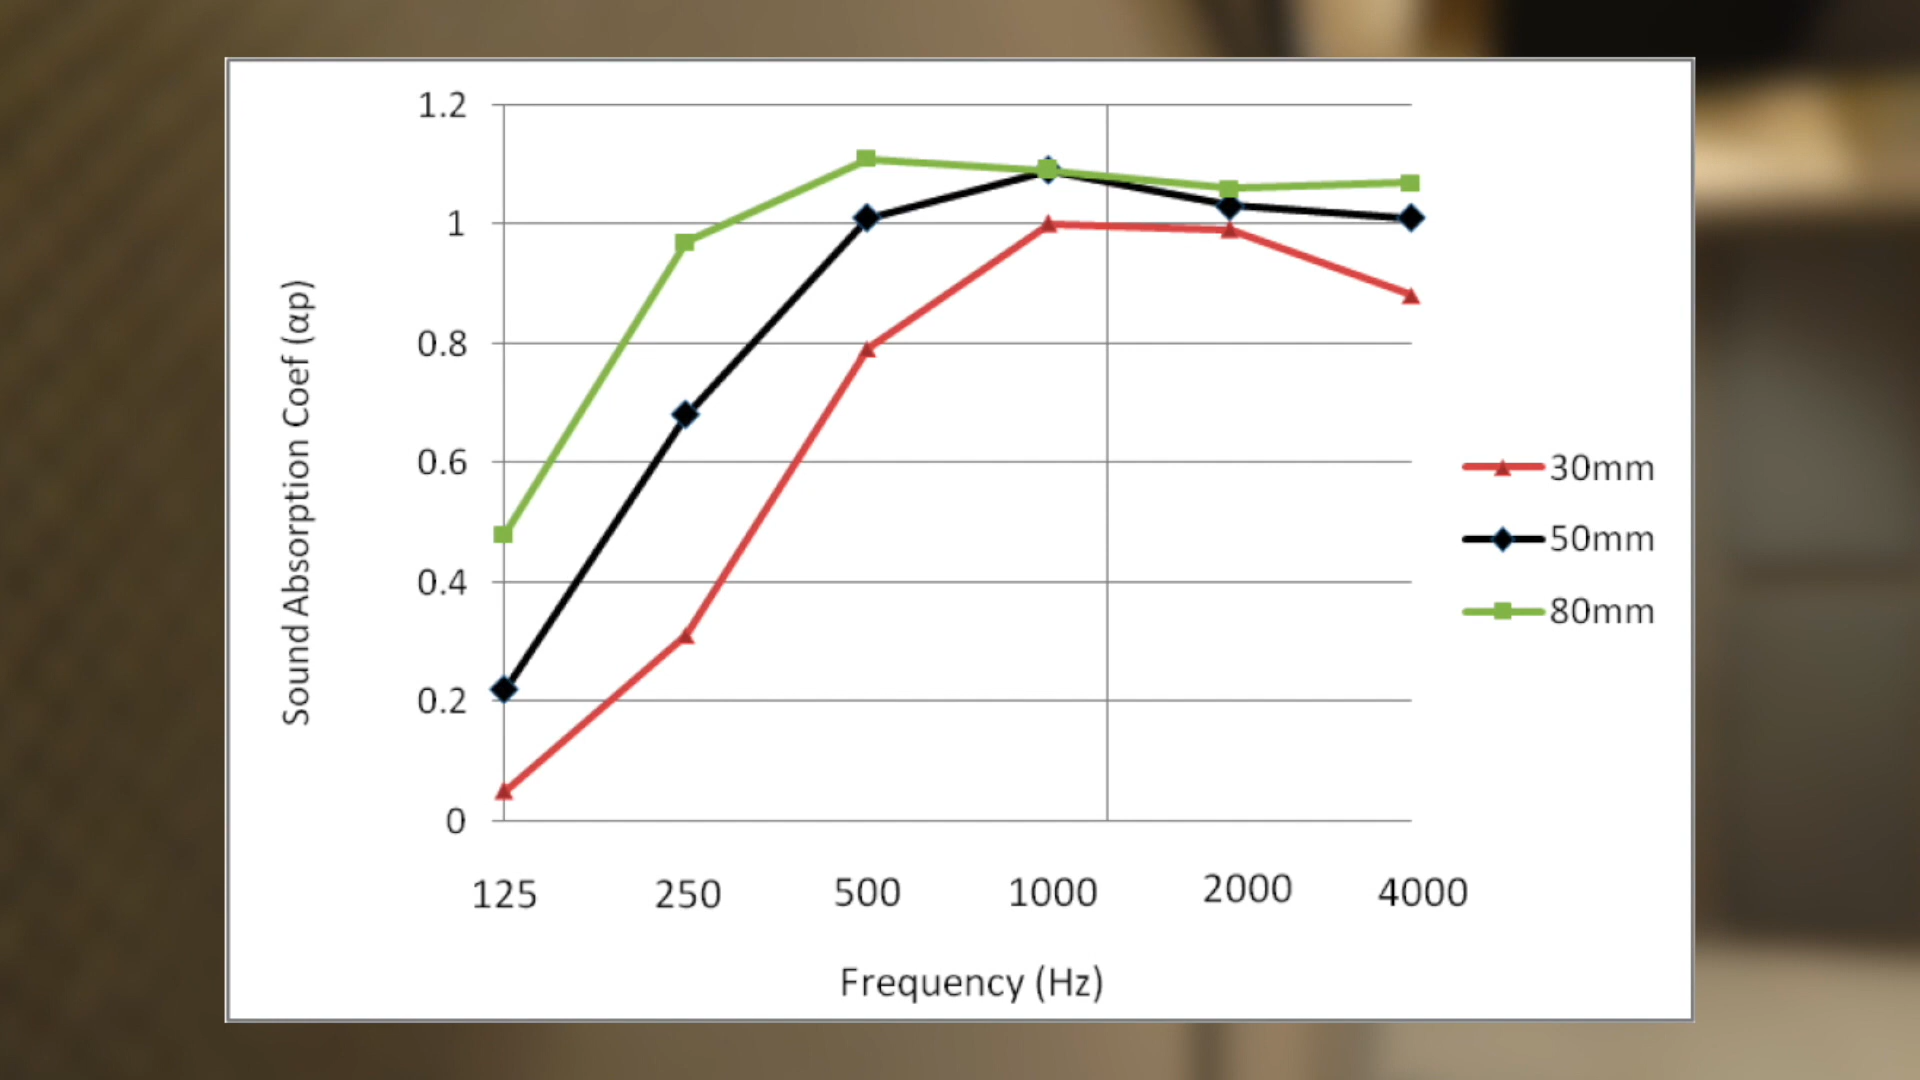 1.2
1
0.8
0.6
0.4
0.2
0
Sound Absorption Coef (αp)
125 250 500 1000 2000 4000
Frequency (Hz)
30mm
50mm
80mm